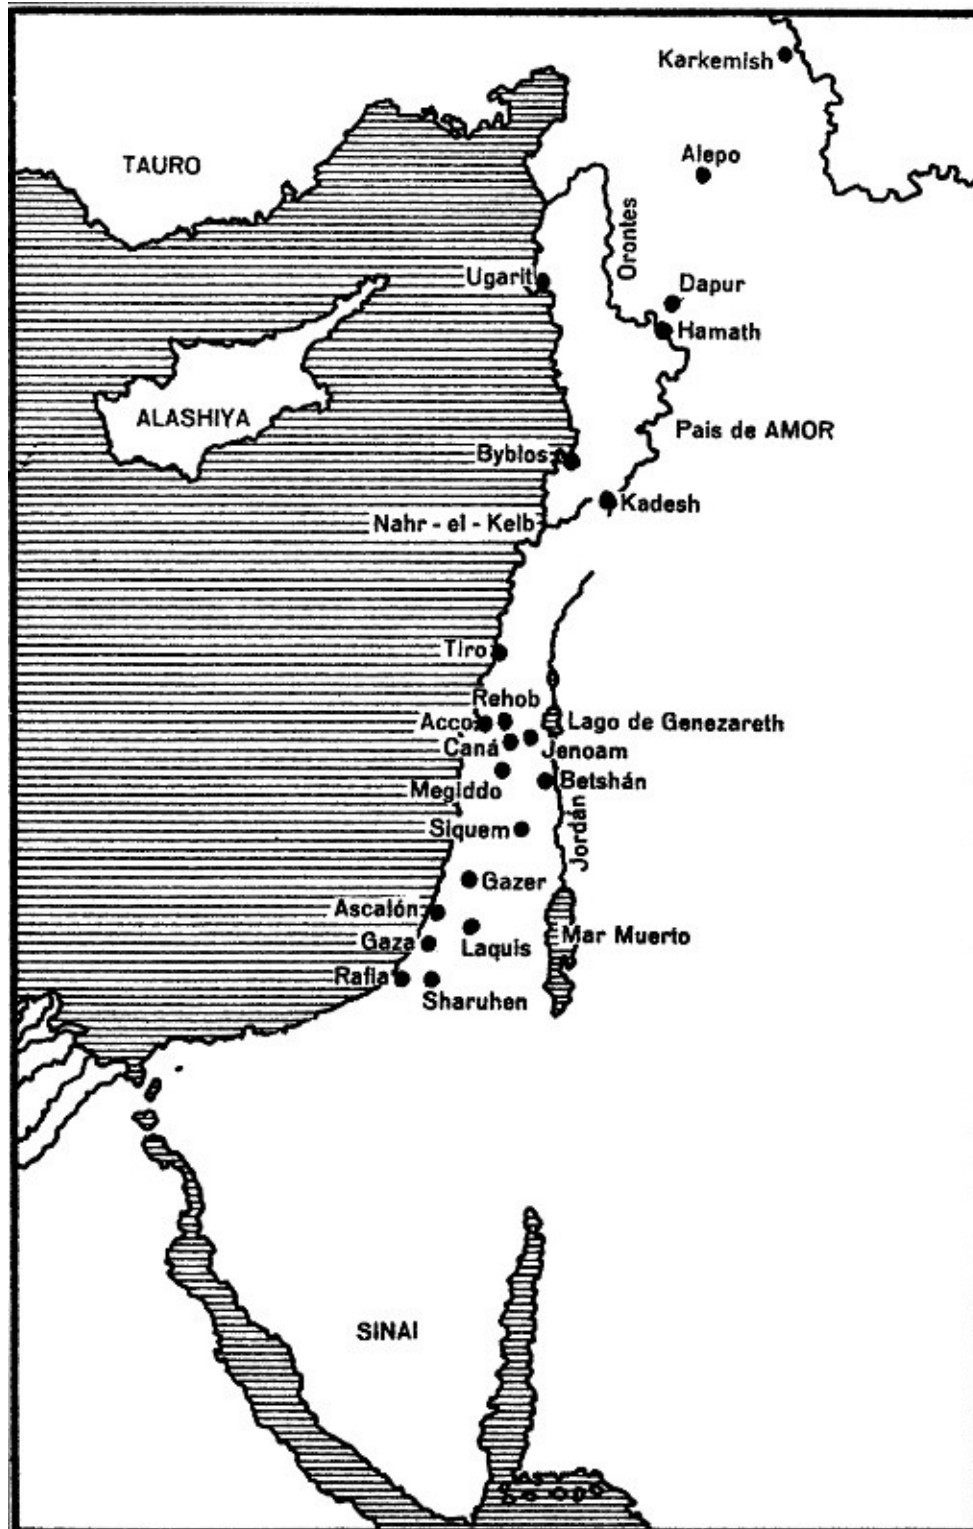 Karkemish
Alepo
TAURO
Orontes
Ugarit
Dapur
Hamath
ALASHIYA
Pais de AMOR
Byblos
Kadesh
Nahr - el - Kelb
Tiro
Rehob
Acco
Lago de Genezareth
Caná
Jenoam
Megiddo
Betshán
Jordán
Siquem
Gazer
Ascalón
Gaza
Laquis
Mar Muerto
Rafia
Sharuhen
SINAI